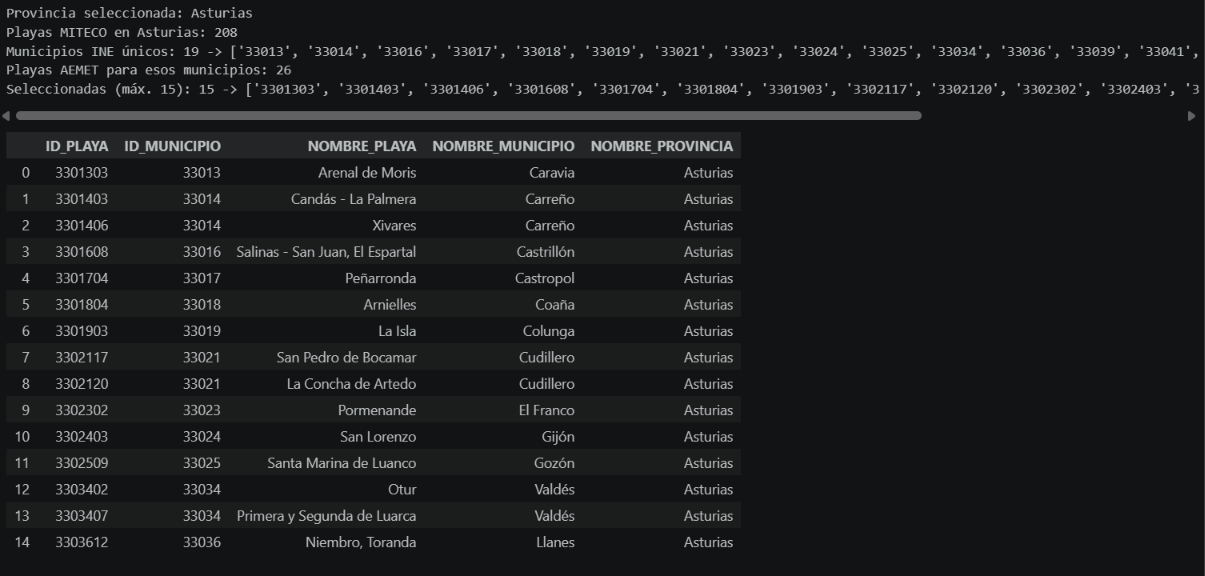 Provincia seleccionada: Asturias
Playas MITECO en Asturias: 208
Municipios INE únicos: 19 -> ['33013', '33014', '33016', '33017', '33018', '33019', '33021', '33023', '33024', '33025', '33034', '33036', '33039', '33041',
Playas AEMET para esos municipios: 26
Seleccionadas (máx. 15): 15 -> ['3301303', '3301403', '3301406', '3301608', '3301704', '3301804', '3301903', '3302117', '3302120', '3302302', '3302403', '3
ID_PLAYA ID_MUNICIPIO NOMBRE_PLAYA NOMBRE_MUNICIPIO NOMBRE_PROVINCIA
0 3301303 33013 Arenal de Moris Caravia Asturias
1 3301403 33014 Candás - La Palmera Carreño Asturias
2 3301406 33014 Xivares Carreño Asturias
3 3301608 33016 Salinas - San Juan, El Espartal Castrillón Asturias
4 3301704 33017 Peñarronda Castropol Asturias
5 3301804 33018 Arnielles Coaña Asturias
6 3301903 33019 La Isla Colunga Asturias
7 3302117 33021 San Pedro de Bocamar Cudillero Asturias
8 3302120 33021 La Concha de Artedo Cudillero Asturias
9 3302302 33023 Pormenande El Franco Asturias
10 3302403 33024 San Lorenzo Gijón Asturias
11 3302509 33025 Santa Marina de Luanco Gozón Asturias
12 3303402 33034 Otur Valdés Asturias
13 3303407 33034 Primera y Segunda de Luarca Valdés Asturias
14 3303612 33036 Niembro, Toranda Llanes Asturias